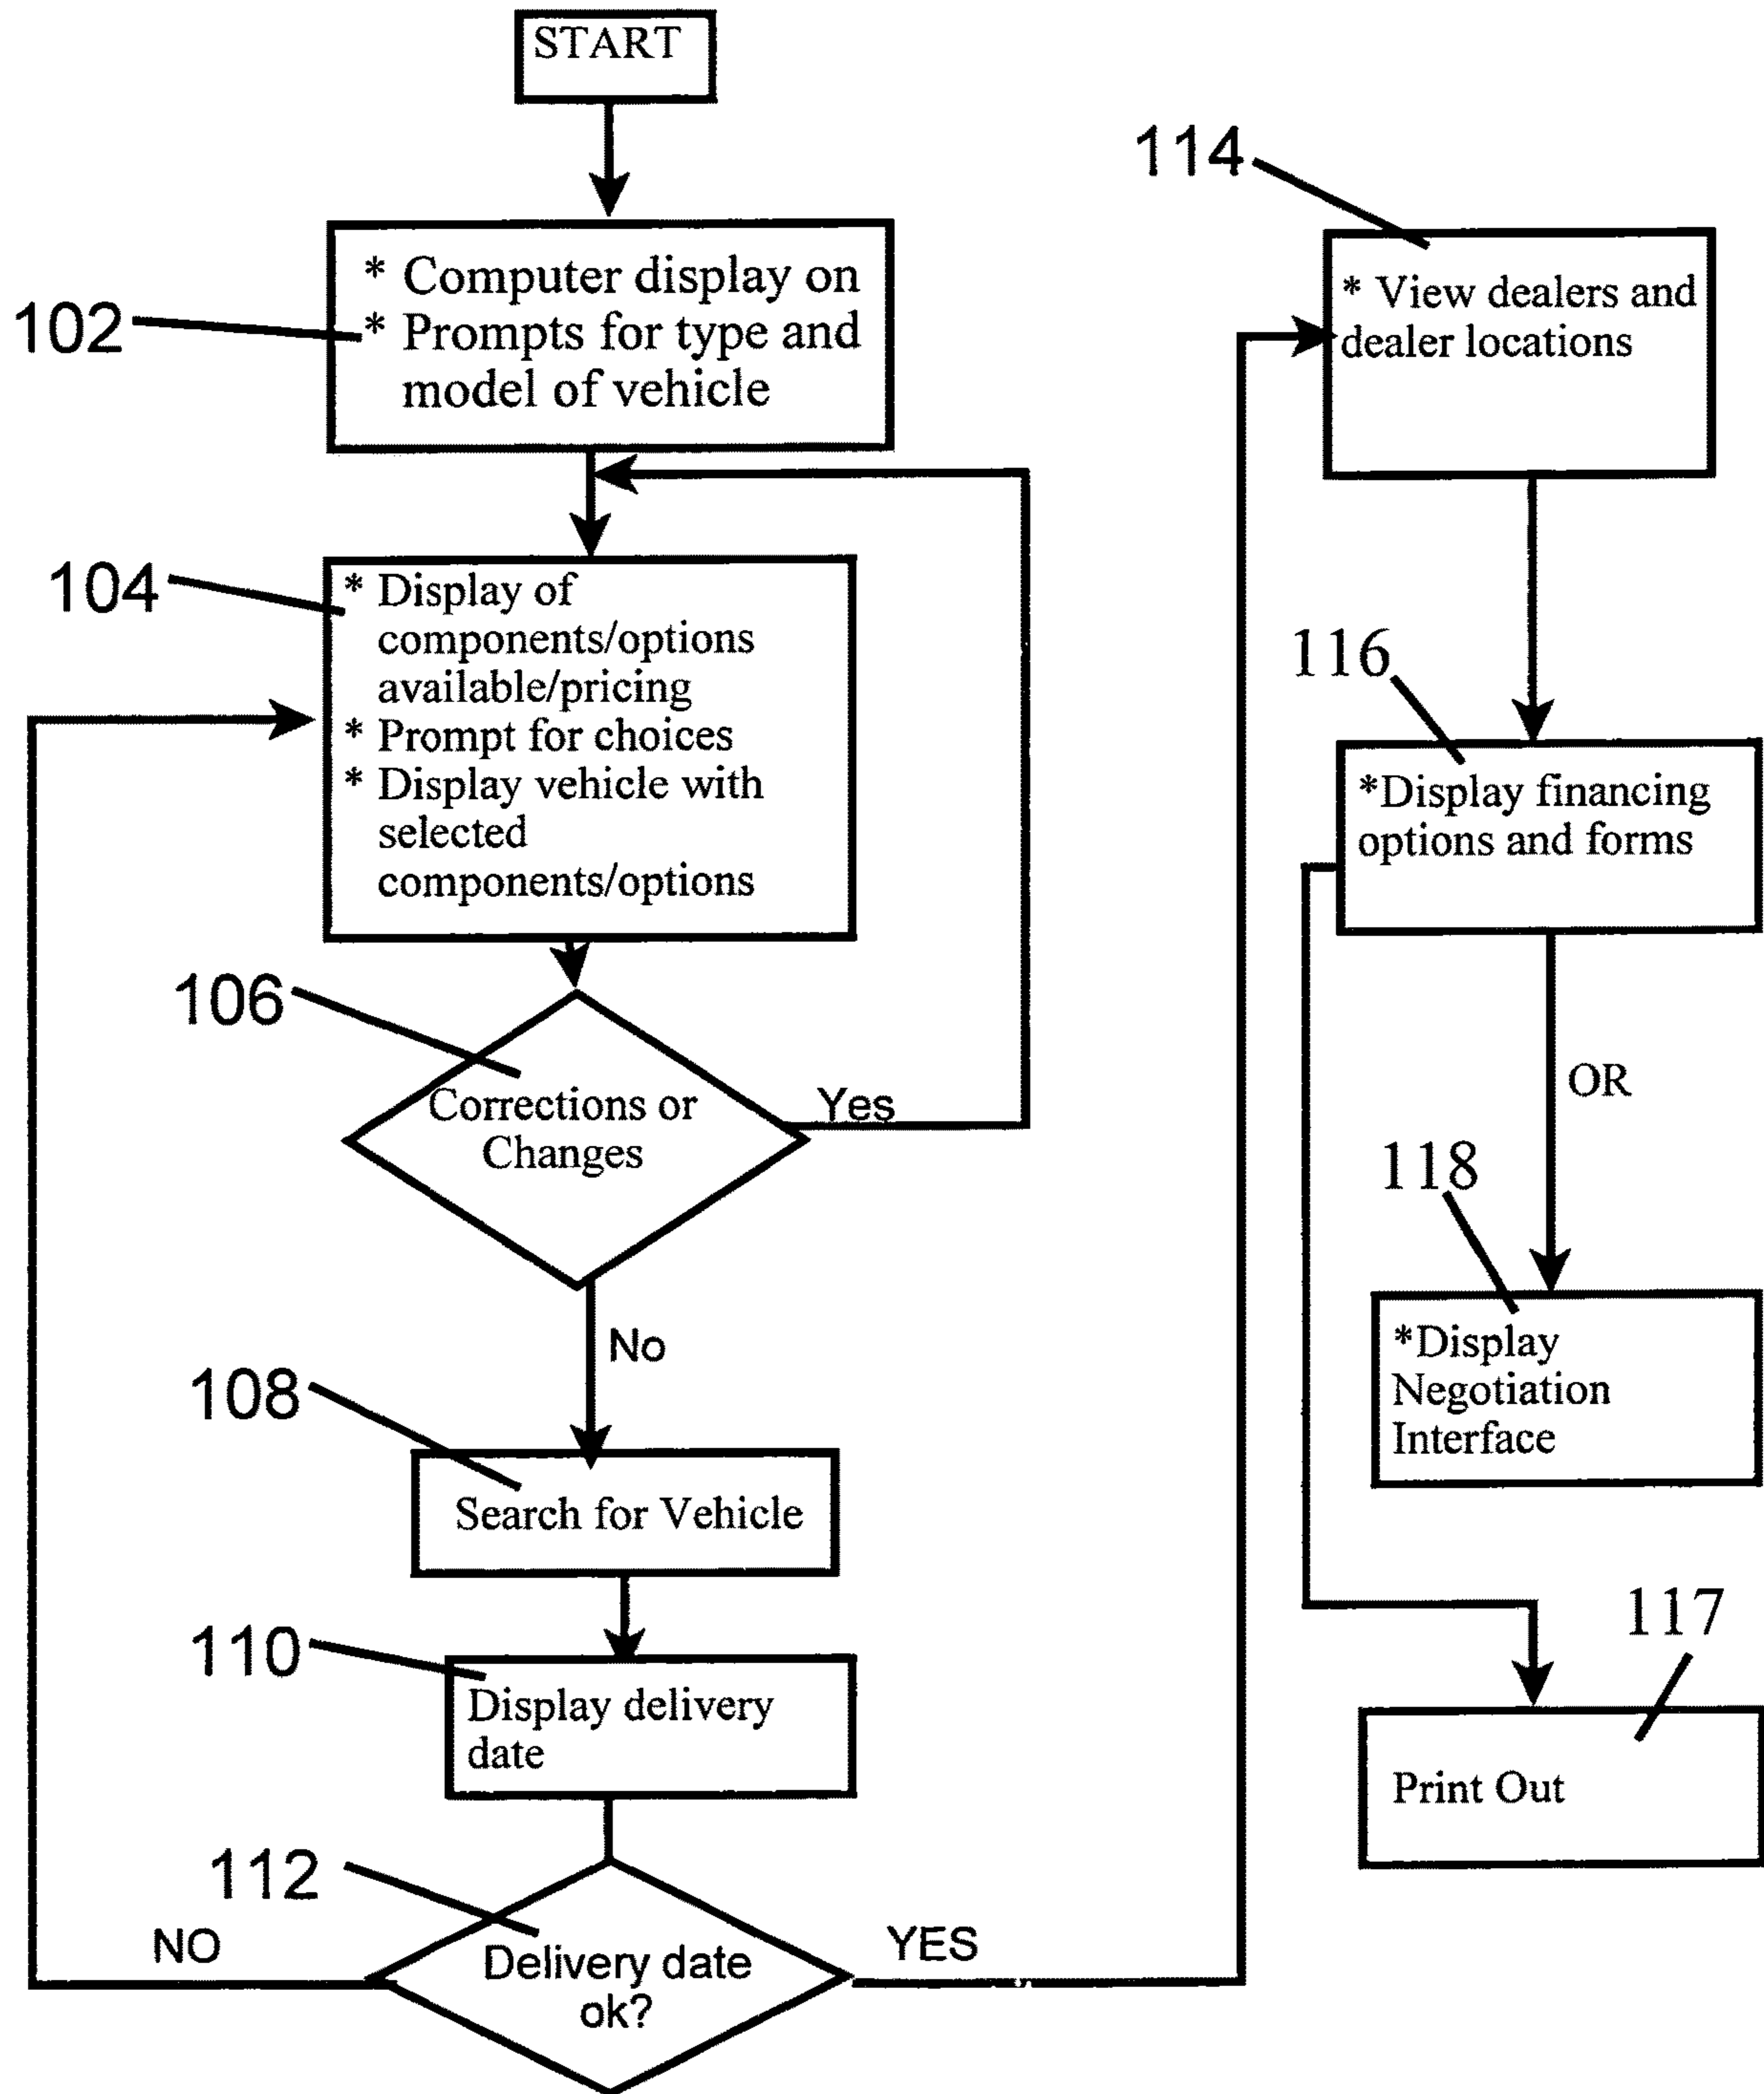 START
102
* Computer display on
* Prompts for type and
model of vehicle
104
* Display of
components/options
available/pricing
* Prompt for choices
* Display vehicle with
selected
components/options
106
Corrections or
Changes
Yes
No
108
Search for Vehicle
110
Display delivery
date
112
NO
Delivery date
ok?
YES
114
* View dealers and
dealer locations
116
*Display financing
options and forms
OR
118
*Display
Negotiation
Interface
117
Print Out